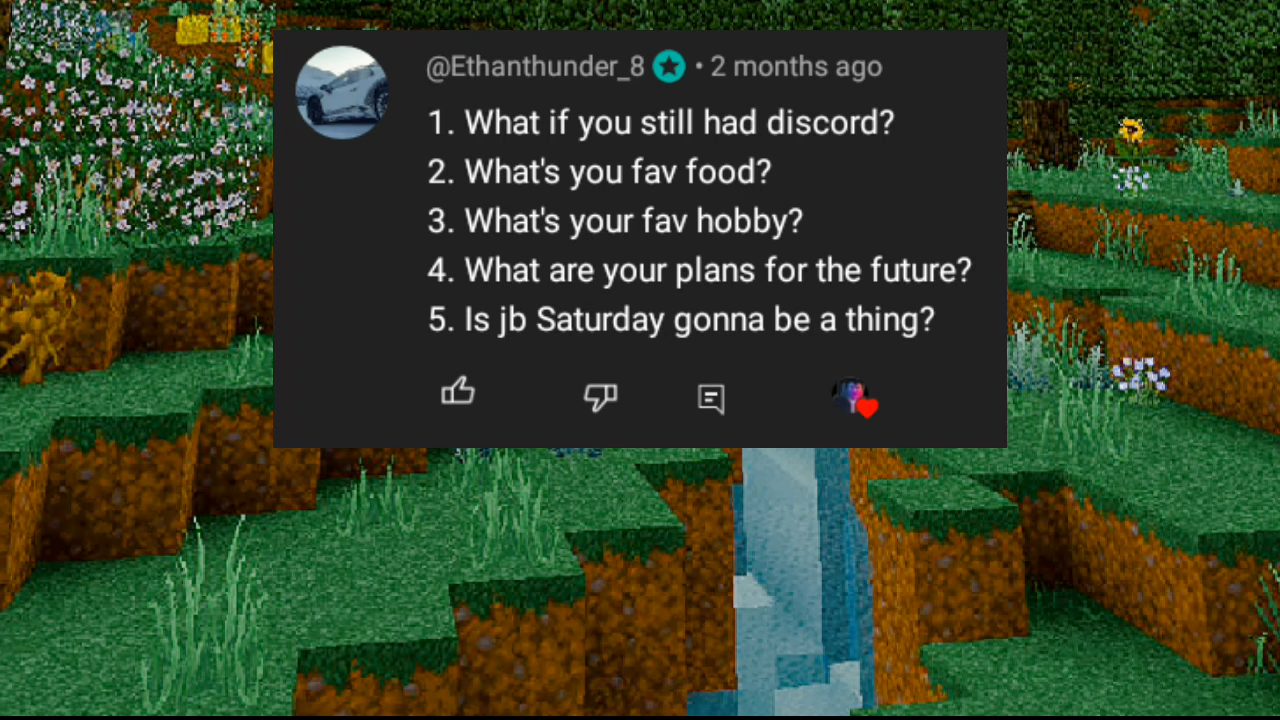 @Ethanthunder_8 • 2 months ago
1. What if you still had discord?
2. What's you fav food?
3. What's your fav hobby?
4. What are your plans for the future?
5. Is jb Saturday gonna be a thing?